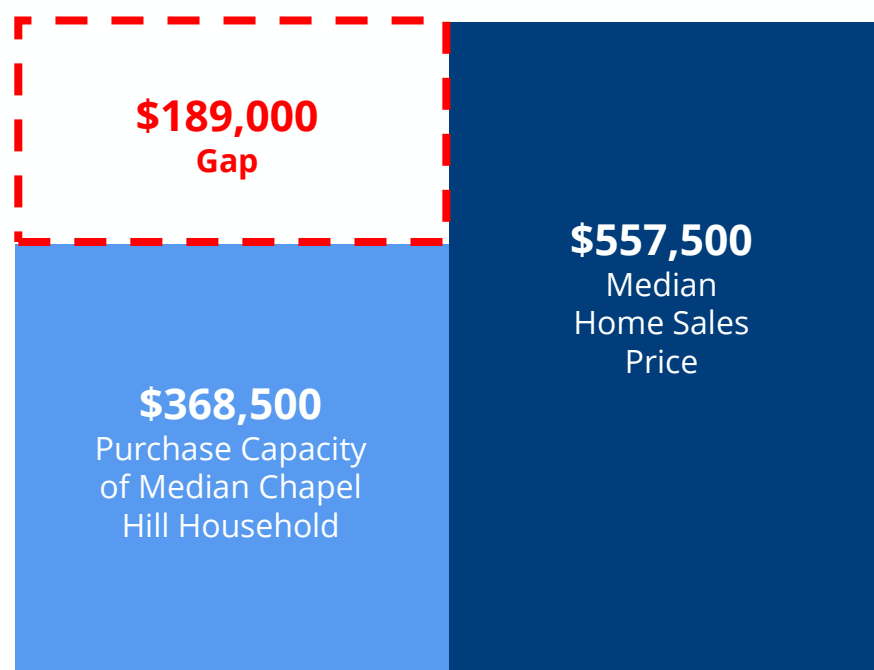 $189,000
Gap
$368,500
Purchase Capacity
of Median Chapel
Hill Household
$557,500
Median
Home Sales
Price